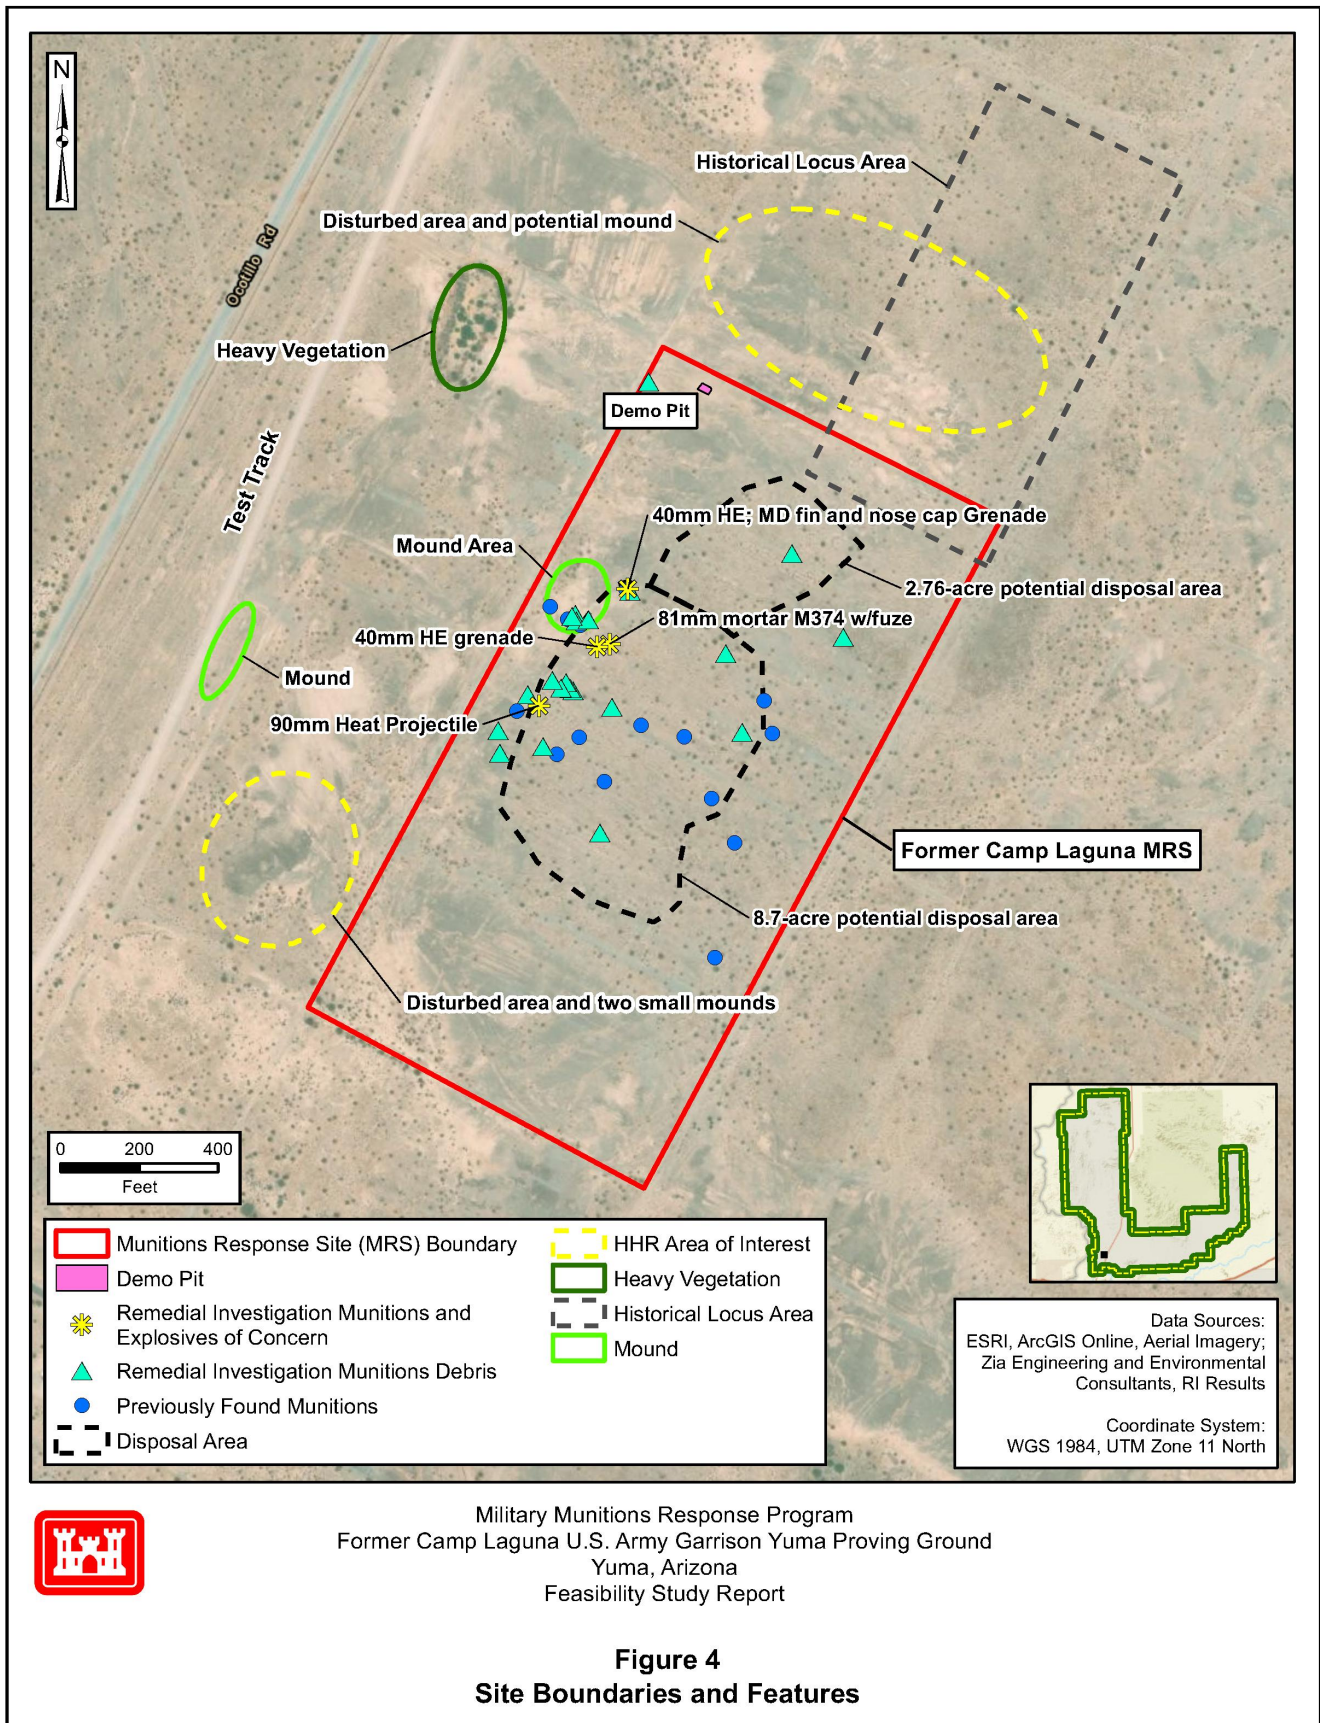 N
Historical Locus Area
Disturbed area and potential mound
Ocotillo Rd
Heavy Vegetation
Demo Pit
Test Track
40mm HE; MD fin and nose cap Grenade
Mound Area
2.76-acre potential disposal area
81mm mortar M374 w/fuze
40mm HE grenade
Mound
90mm Heat Projectile
Former Camp Laguna MRS
8.7-acre potential disposal area
Disturbed area and two small mounds
0 200 400
Feet
Munitions Response Site (MRS) Boundary
Demo Pit
Remedial Investigation Munitions and
Explosives of Concern
Remedial Investigation Munitions Debris
Previously Found Munitions
Disposal Area
HHR Area of Interest
Heavy Vegetation
Historical Locus Area
Mound
Data Sources:
ESRI, ArcGIS Online, Aerial Imagery;
Zia Engineering and Environmental
Consultants, RI Results
Coordinate System:
WGS 1984, UTM Zone 11 North
Military Munitions Response Program
Former Camp Laguna U.S. Army Garrison Yuma Proving Ground
Yuma, Arizona
Feasibility Study Report
Figure 4
Site Boundaries and Features